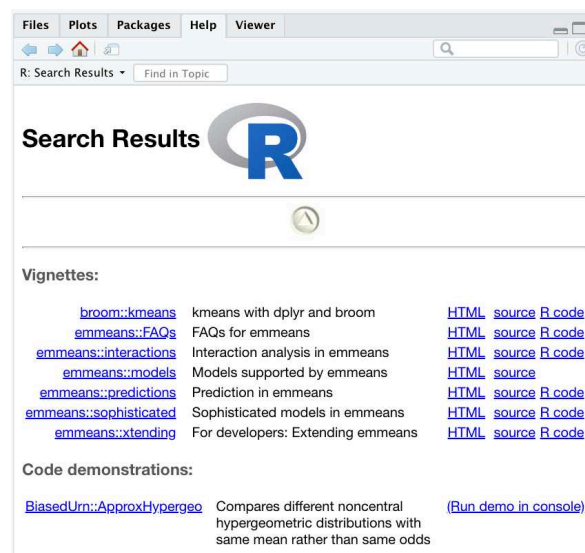 Files Plots Packages Help Viewer
R: Search Results Find in Topic
Search Results R
Vignettes:
broom::kmeans kmeans with dplyr and broom HTML source R code
emmeans::FAQs FAQs for emmeans HTML source R code
emmeans::interactions Interaction analysis in emmeans HTML source R code
emmeans::models Models supported by emmeans HTML source
emmeans::predictions Prediction in emmeans HTML source R code
emmeans::sophisticated Sophisticated models in emmeans HTML source R code
emmeans::xtending For developers: Extending emmeans HTML source R code
Code demonstrations:
BiasedUrn::ApproxHypergeo Compares different noncentral (Run demo in console)
hypergeometric distributions with
same mean rather than same odds